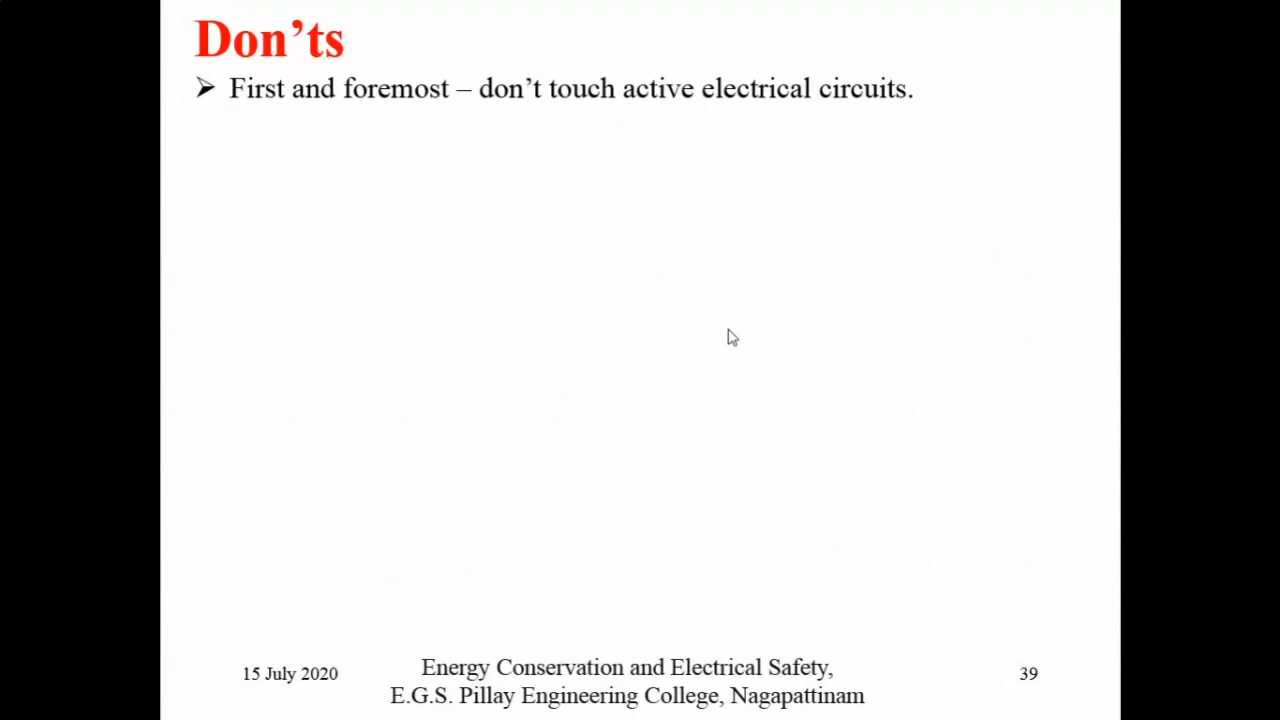 Don’ts
➢ First and foremost – don’t touch active electrical circuits.
15 July 2020
Energy Conservation and Electrical Safety,
E.G.S. Pillay Engineering College, Nagapattinam
39